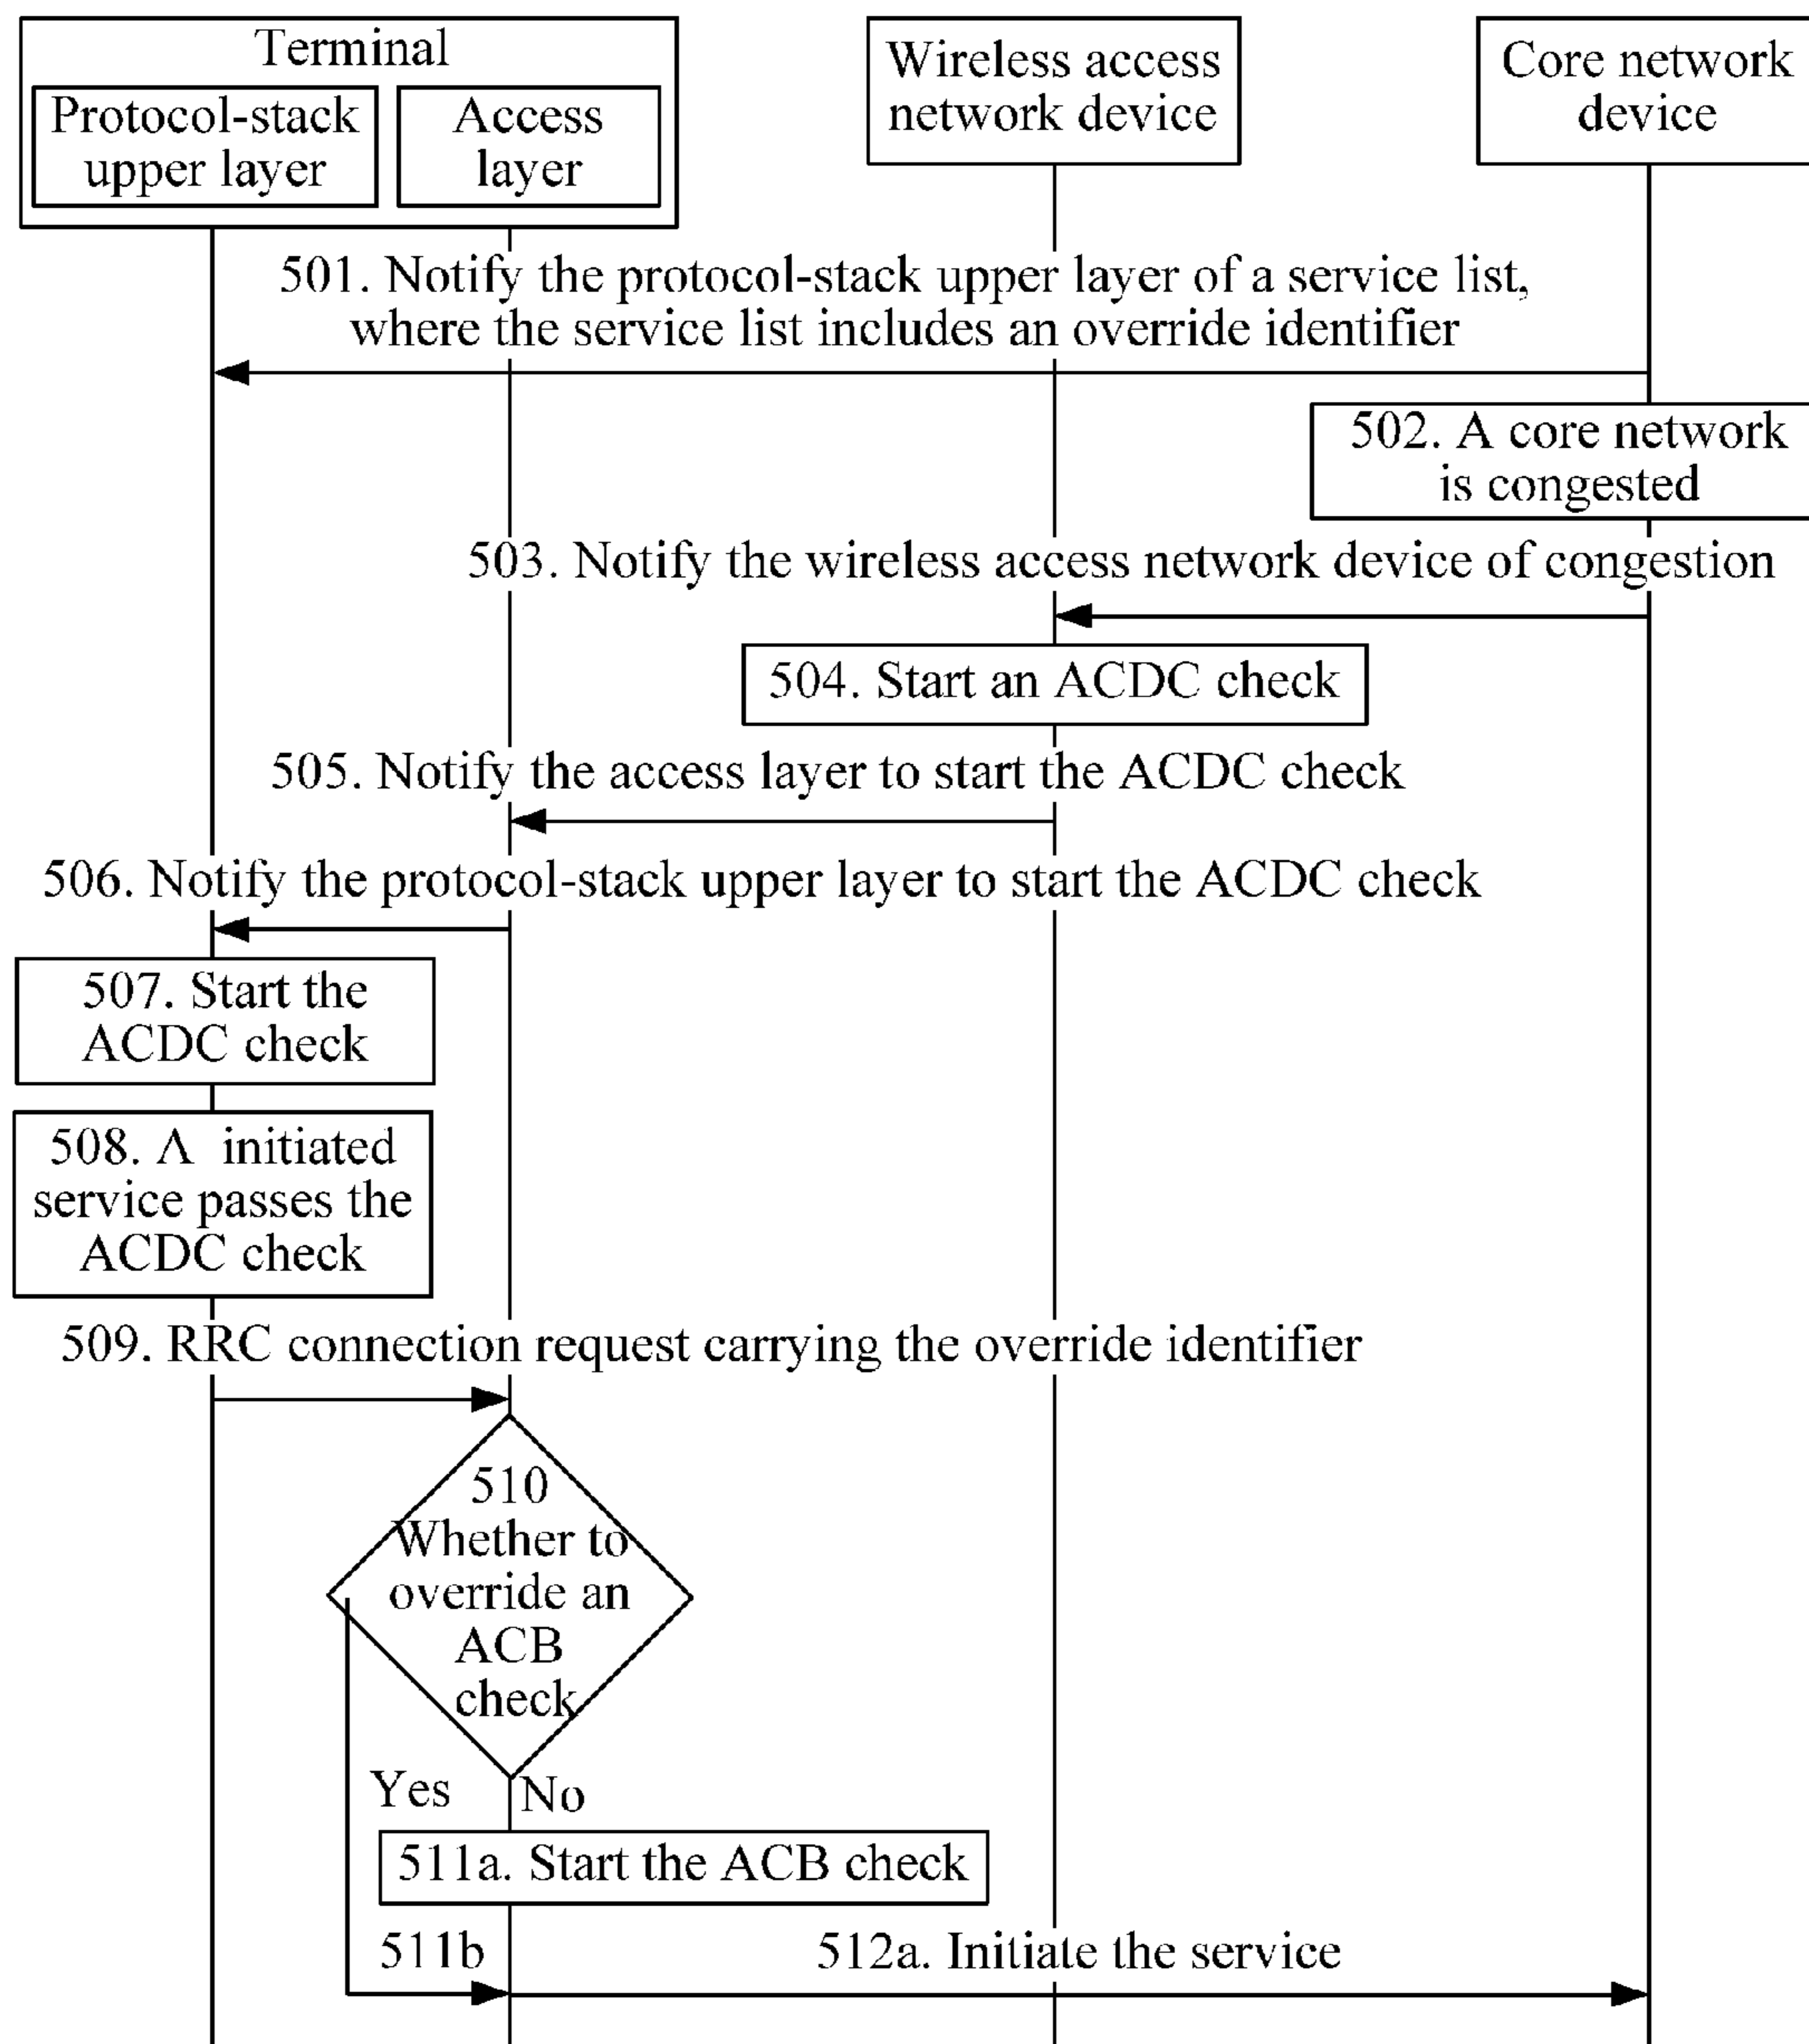 Terminal
Protocol-stack
upper layer
Access
layer
Wireless access
network device
Core network
device
501. Notify the protocol-stack upper layer of a service list,
where the service list includes an override identifier
502. A core network
is congested
503. Notify the wireless access network device of congestion
504. Start an ACDC check
505. Notify the access layer to start the ACDC check
506. Notify the protocol-stack upper layer to start the ACDC check
507. Start the
ACDC check
508. A initiated
service passes the
ACDC check
509. RRC connection request carrying the override identifier
510
Whether to
override an
ACB
check
Yes
No
511a. Start the ACB check
511b
512a. Initiate the service